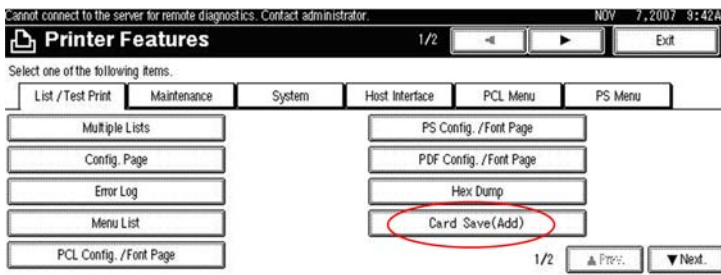 Cannot connect to the server for remote diagnostics. Contact administrator. NOV 7,2007 9:42A
Printer Features 1/2 ◄ ► Exit
Select one of the following items.
List / Test Print Maintenance System Host Interface PCL Menu PS Menu
Multiple Lists PS Config. / Font Page
Config. Page PDF Config. / Font Page
Error Log Hex Dump
Menu List Card Save(Add)
PCL Config. / Font Page 1/2 ▲ Prev. ▼ Next.